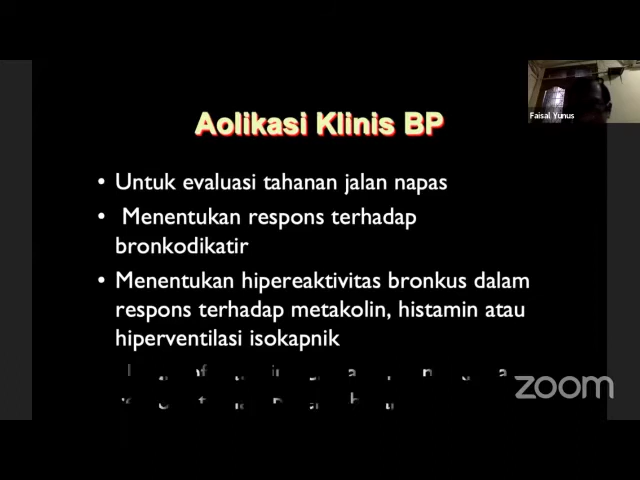 Faisal Yunus
Aolikasi Klinis BP
• Untuk evaluasi tahanan jalan napas
• Menentukan respons terhadap
bronkodikatir
• Menentukan hipereaktivitas bronkus dalam
respons terhadap metakolin, histamin atau
hiperventilasi isokapnik
zoom